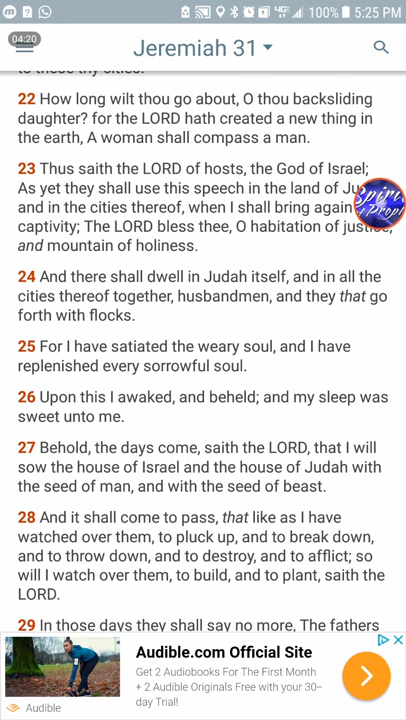 100% 5:25 PM
04:20
Jeremiah 31
to these thy cities.
22 How long wilt thou go about, O thou backsliding
daughter? for the LORD hath created a new thing in
the earth, A woman shall compass a man.
23 Thus saith the LORD of hosts, the God of Israel;
As yet they shall use this speech in the land of
and in the cities thereof, when I shall bring again
captivity; The LORD bless thee, O habitation of justice,
and mountain of holiness.
24 And there shall dwell in Judah itself, and in all the
cities thereof together, husbandmen, and they that go
forth with flocks.
25 For I have satiated the weary soul, and I have
replenished every sorrowful soul.
26 Upon this I awaked, and beheld; and my sleep was
sweet unto me.
27 Behold, the days come, saith the LORD, that I will
sow the house of Israel and the house of Judah with
the seed of man, and with the seed of beast.
28 And it shall come to pass, that like as I have
watched over them, to pluck up, and to break down,
and to throw down, and to destroy, and to afflict; so
will I watch over them, to build, and to plant, saith the
LORD.
29 In those days they shall say no more, The fathers
Audible.com Official Site
Get 2 Audiobooks For The First Month
+ 2 Audible Originals Free with your 30–
day Trial!
Audible